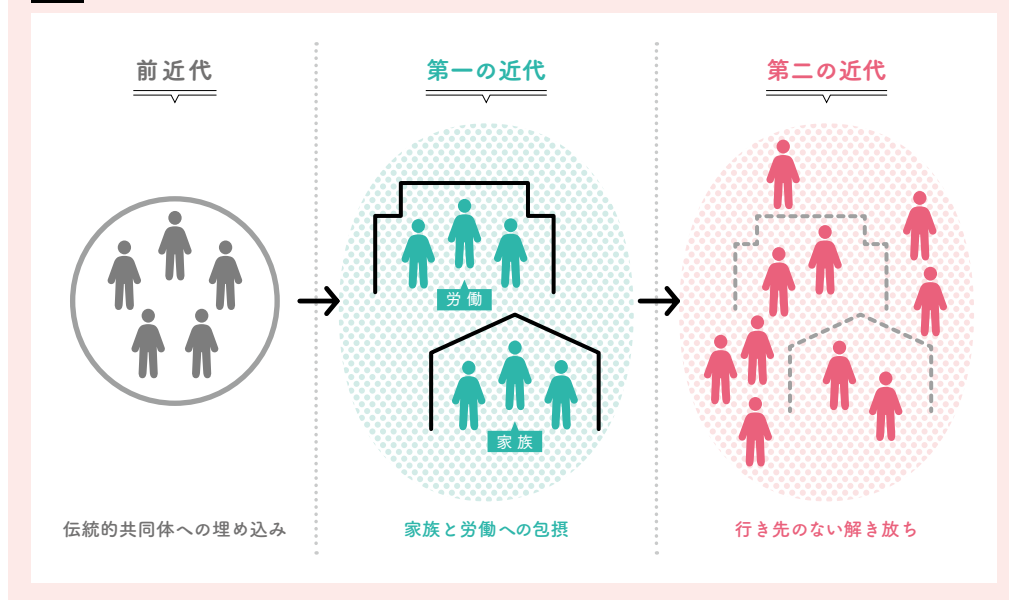 前近代
第一の近代
第二の近代
労働
家族
伝統的共同体への埋め込み
家族と労働への包摂
行き先のない解き放ち